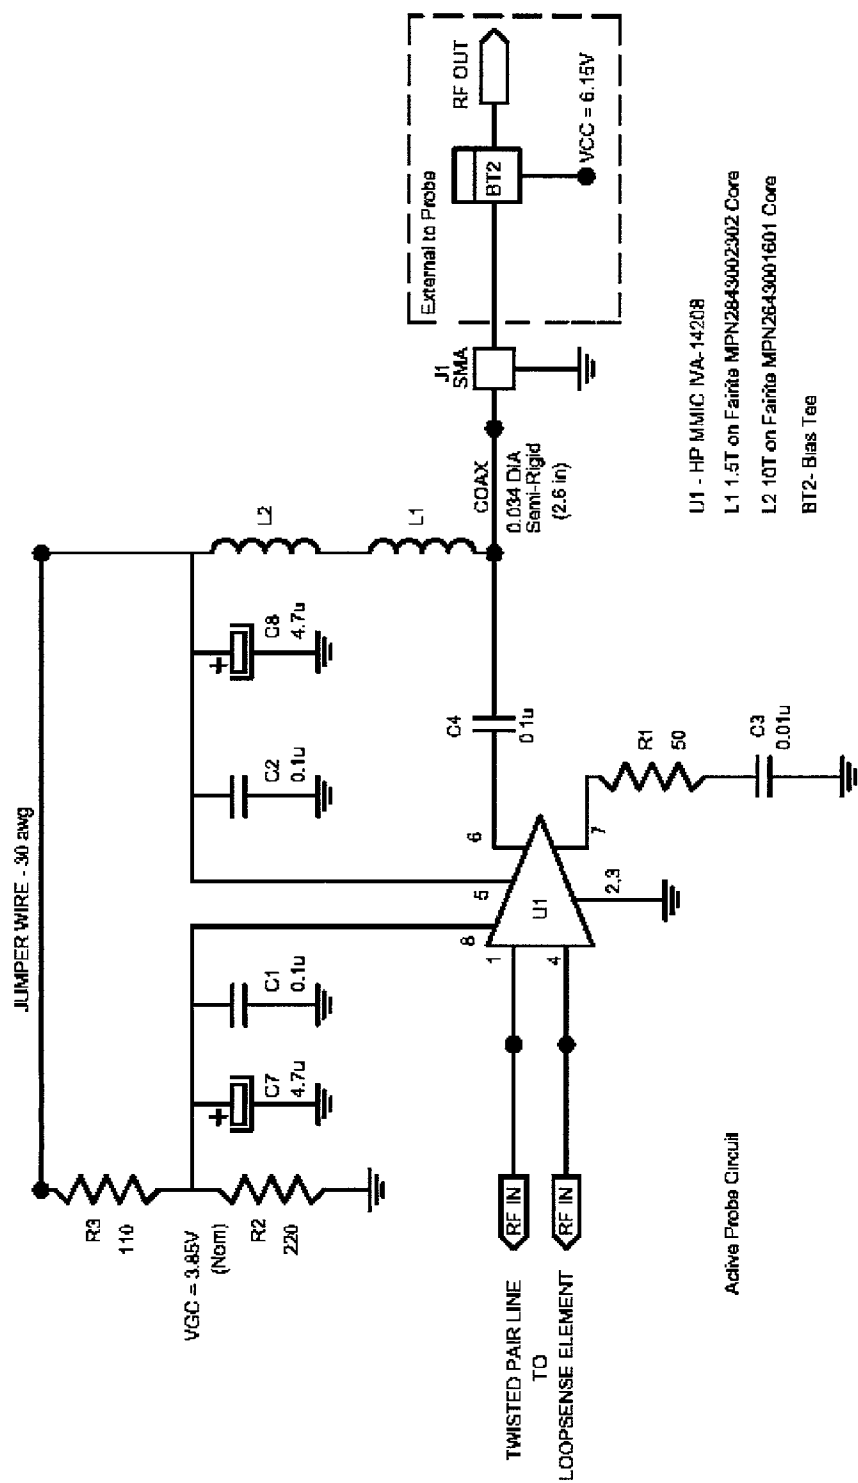 JUMPER WIRE - 30 awg
R3
110
VGC = 3.85V
(Nom)
R2
220
+
C7
4.7u
C1
0.1u
C2
0.1u
+
C8
4.7u
L2
L1
8
5
6
1
4
U1
2,3
7
C4
0.1u
R1
50
C3
0.01u
COAX
0.034 DIA
Semi-Rigid
(2.6 in)
J1
SMA
External to Probe
BT2
RF OUT
VCC = 6.15V
TWISTED PAIR LINE
TO
LOOPSENSE ELEMENT
RF IN
RF IN
U1 - HP MMIC IVA-14208
L1 1.5T on Fairite MPN2843002302 Core
L2 10T on Fairite MPN2643001601 Core
BT2- Bias Tee
Active Probe Circuit